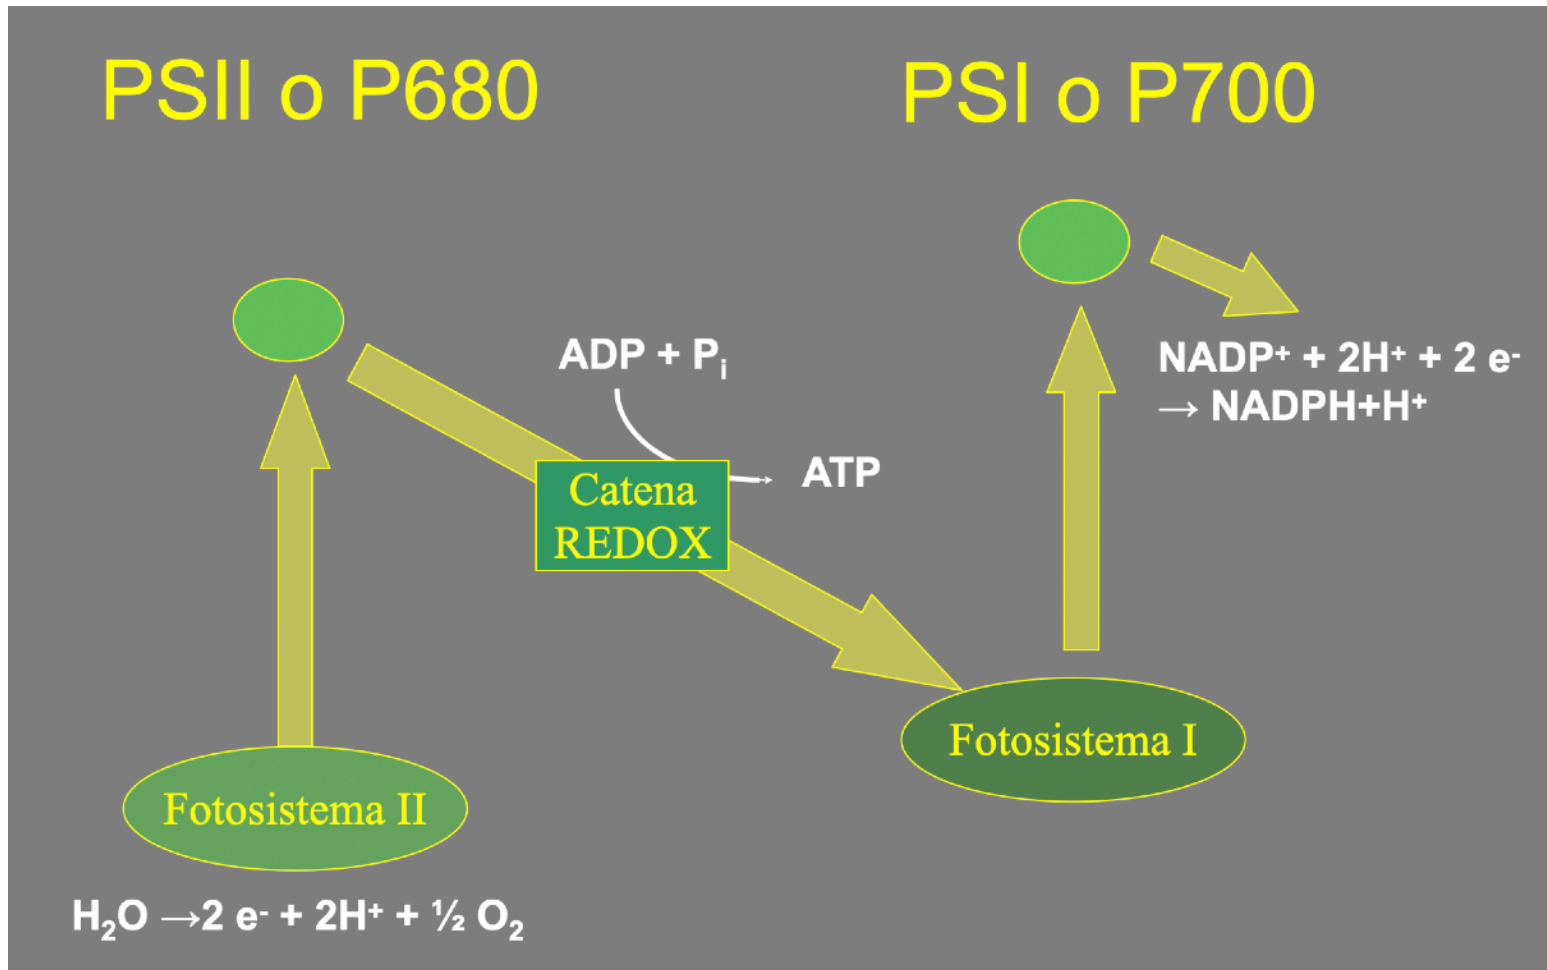 PSII o P680
PSI o P700
ADP + Pᵢ
ATP
Catena
REDOX
NADP⁺ + 2H⁺ + 2 e⁻
→ NADPH+H⁺
Fotosistema I
Fotosistema II
H₂O →2 e⁻ + 2H⁺ + ½ O₂